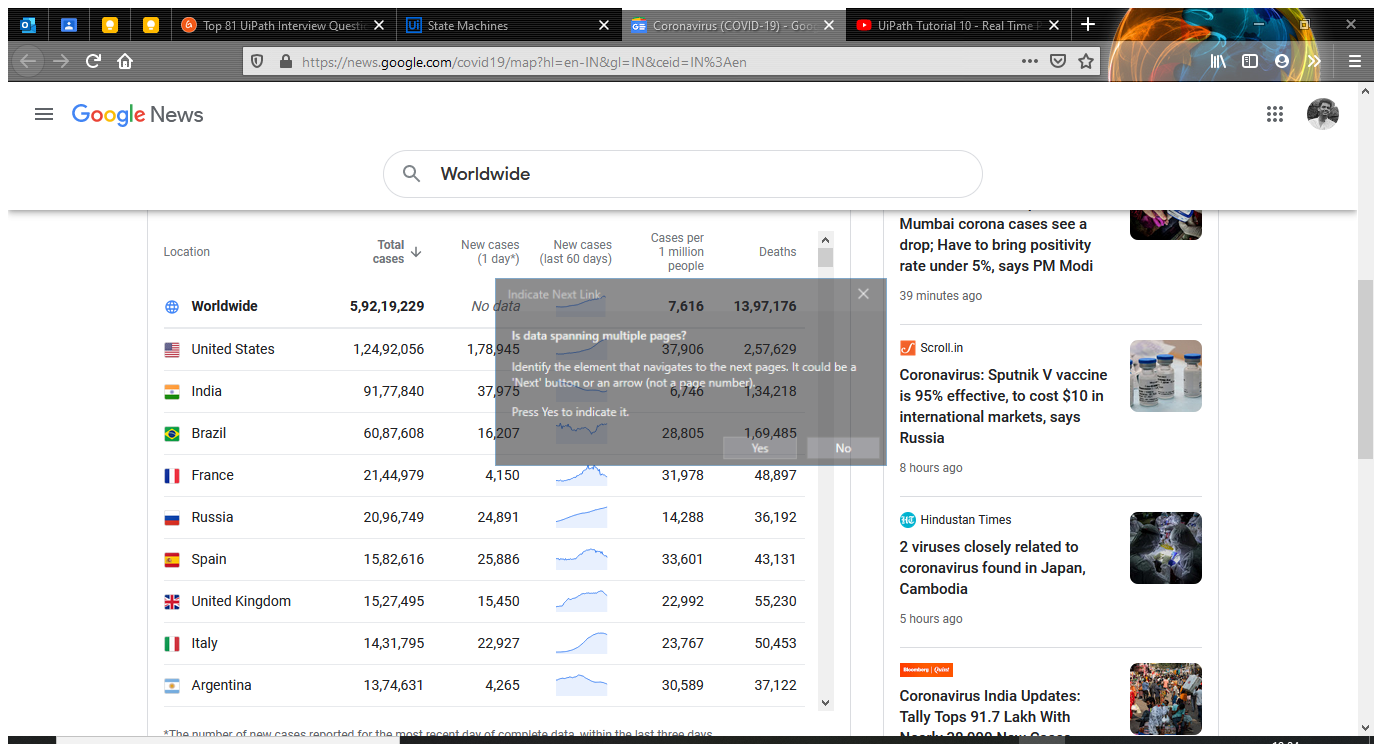 Top 81 UiPath Interview Questi
State Machines
Coronavirus (COVID-19) - Goo
UiPath Tutorial 10 - Real Time
https://news.google.com/covid19/map?hl=en-IN&gl=IN&ceid=IN%3Aen
Google News
Worldwide
Location
Total cases
New cases (1 day*)
New cases (last 60 days)
Cases per 1 million people
Deaths
Worldwide 5,92,19,229 No data 7,616 13,97,176
United States 1,24,92,056 1,78,945 37,906 2,57,629
India 91,77,840 37,975 6,746 1,34,218
Brazil 60,87,608 16,207 28,805 1,69,485
France 21,44,979 4,150 31,978 48,897
Russia 20,96,749 24,891 14,288 36,192
Spain 15,82,616 25,886 33,601 43,131
United Kingdom 15,27,495 15,450 22,992 55,230
Italy 14,31,795 22,927 23,767 50,453
Argentina 13,74,631 4,265 30,589 37,122
*The number of new cases reported for the most recent day of complete data, within the last three days
Indicate Next Link
Is data spanning multiple pages?
Identify the element that navigates to the next pages. It could be a
'Next' button or an arrow (not a page number).
Press Yes to indicate it.
Yes
No
Mumbai corona cases see a
drop; Have to bring positivity
rate under 5%, says PM Modi
39 minutes ago
Scroll.in
Coronavirus: Sputnik V vaccine
is 95% effective, to cost $10 in
international markets, says
Russia
8 hours ago
HT Hindustan Times
2 viruses closely related to
coronavirus found in Japan,
Cambodia
5 hours ago
Bloomberg | Quint
Coronavirus India Updates:
Tally Tops 91.7 Lakh With